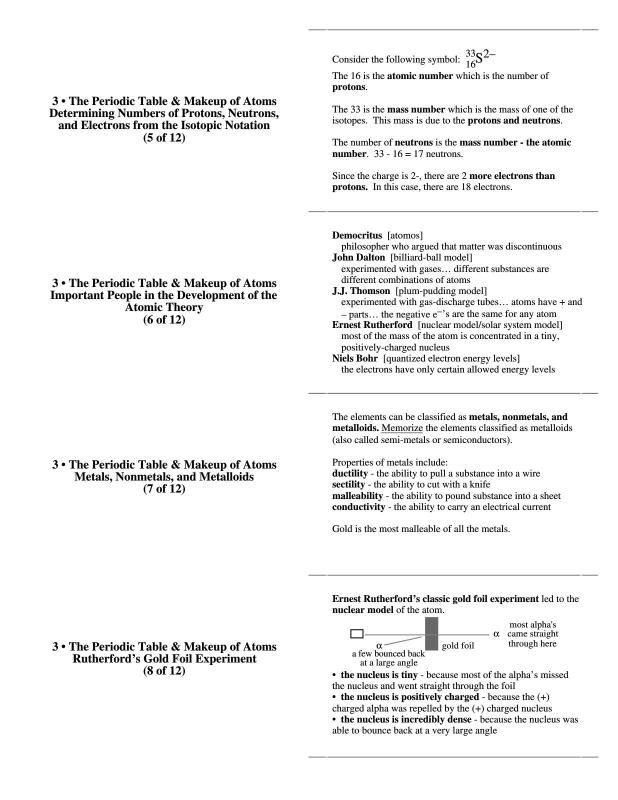 3 • The Periodic Table & Makeup of Atoms
Determining Numbers of Protons, Neutrons,
and Electrons from the Isotopic Notation
(5 of 12)
Consider the following symbol: ³³₁₆S²⁻
The 16 is the atomic number which is the number of
protons.
The 33 is the mass number which is the mass of one of the
isotopes. This mass is due to the protons and neutrons.
The number of neutrons is the mass number - the atomic
number. 33 - 16 = 17 neutrons.
Since the charge is 2-, there are 2 more electrons than
protons. In this case, there are 18 electrons.
3 • The Periodic Table & Makeup of Atoms
Important People in the Development of the
Atomic Theory
(6 of 12)
Democritus [atomos]
philosopher who argued that matter was discontinuous
John Dalton [billiard-ball model]
experimented with gases… different substances are
different combinations of atoms
J.J. Thomson [plum-pudding model]
experimented with gas-discharge tubes… atoms have + and
– parts… the negative e⁻'s are the same for any atom
Ernest Rutherford [nuclear model/solar system model]
most of the mass of the atom is concentrated in a tiny,
positively-charged nucleus
Niels Bohr [quantized electron energy levels]
the electrons have only certain allowed energy levels
3 • The Periodic Table & Makeup of Atoms
Metals, Nonmetals, and Metalloids
(7 of 12)
The elements can be classified as metals, nonmetals, and
metalloids. Memorize the elements classified as metalloids
(also called semi-metals or semiconductors).
Properties of metals include:
ductility - the ability to pull a substance into a wire
sectility - the ability to cut with a knife
malleability - the ability to pound substance into a sheet
conductivity - the ability to carry an electrical current
Gold is the most malleable of all the metals.
3 • The Periodic Table & Makeup of Atoms
Rutherford's Gold Foil Experiment
(8 of 12)
Ernest Rutherford's classic gold foil experiment led to the
nuclear model of the atom.
α
a few bounced back
at a large angle
gold foil
α
most alpha's
came straight
through here
• the nucleus is tiny - because most of the alpha's missed
the nucleus and went straight through the foil
• the nucleus is positively charged - because the (+)
charged alpha was repelled by the (+) charged nucleus
• the nucleus is incredibly dense - because the nucleus was
able to bounce back at a very large angle